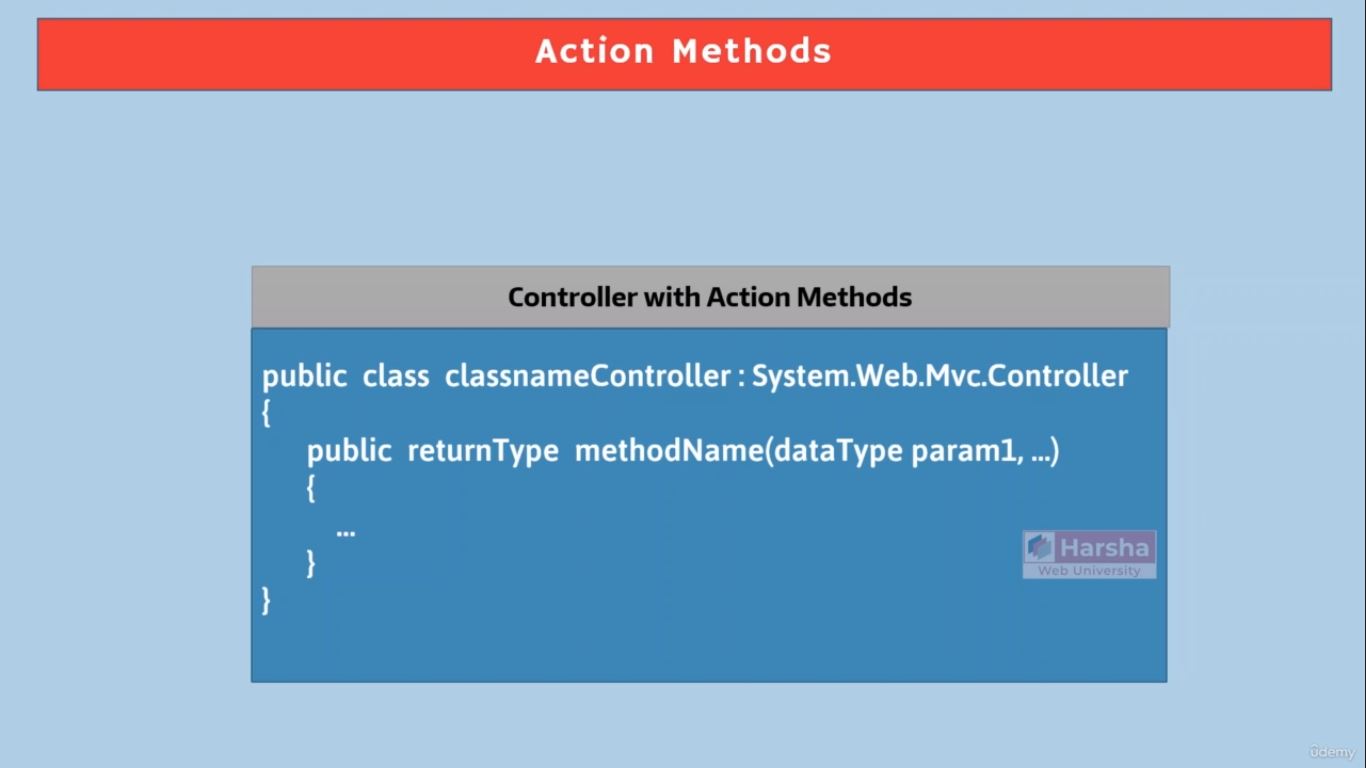 Action Methods
Controller with Action Methods
public class classnameController : System.Web.Mvc.Controller
{
public returnType methodName(dataType param1, ...)
{
...
}
}
Harsha
Web University
ûdemy